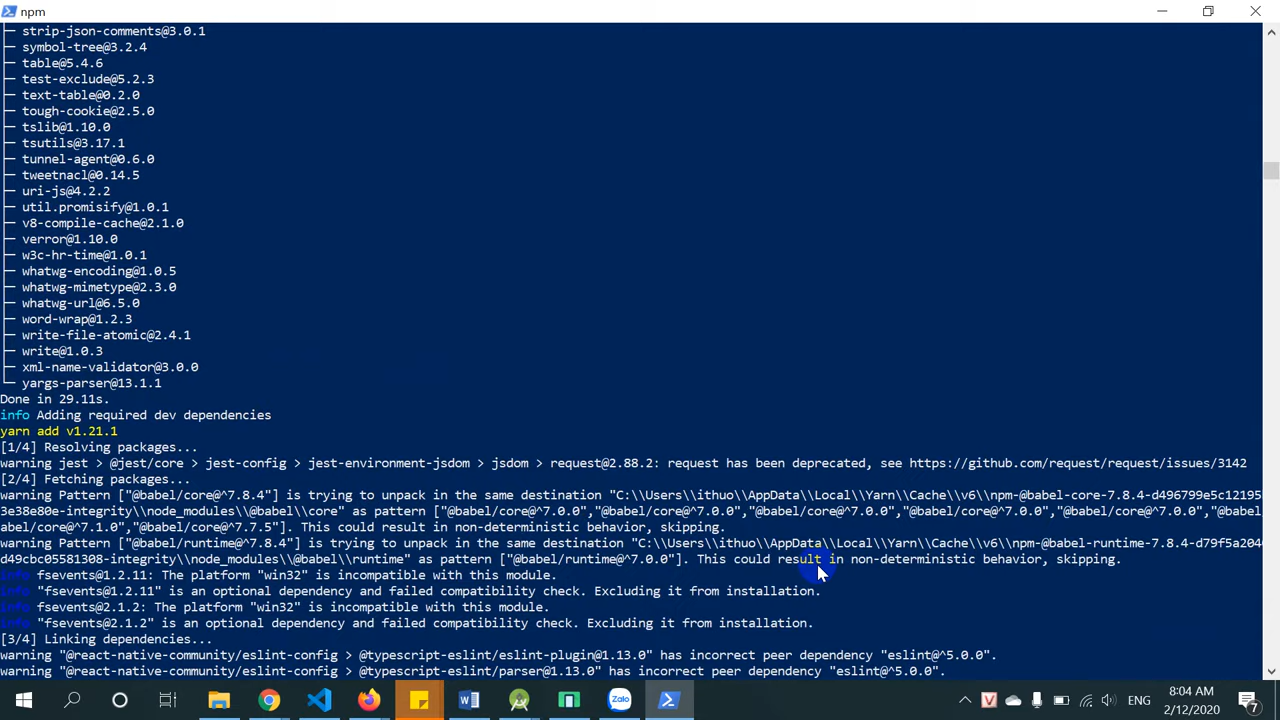 npm
strip-json-comments@3.0.1
symbol-tree@3.2.4
table@5.4.6
test-exclude@5.2.3
text-table@0.2.0
tough-cookie@2.5.0
tslib@1.10.0
tsutils@3.17.1
tunnel-agent@0.6.0
tweetnacl@0.14.5
uri-js@4.2.2
util.promisify@1.0.1
v8-compile-cache@2.1.0
verror@1.10.0
w3c-hr-time@1.0.1
whatwg-encoding@1.0.5
whatwg-mimetype@2.3.0
whatwg-url@6.5.0
word-wrap@1.2.3
write-file-atomic@2.4.1
write@1.0.3
xml-name-validator@3.0.0
yargs-parser@13.1.1
Done in 29.11s.
info Adding required dev dependencies
yarn add v1.21.1
[1/4] Resolving packages...
warning jest > @jest/core > jest-config > jest-environment-jsdom > jsdom > request@2.88.2: request has been deprecated, see https://github.com/request/request/issues/3142
[2/4] Fetching packages...
warning Pattern ["@babel/core@^7.8.4"] is trying to unpack in the same destination "C:\\Users\\ithuo\\AppData\\Local\\Yarn\\Cache\\v6\\npm-@babel-core-7.8.4-d496799e5c12195
3e38e80e-integrity\\node_modules\\@babel\\core" as pattern ["@babel/core@^7.0.0","@babel/core@^7.0.0","@babel/core@^7.0.0","@babel/core@^7.0.0","@babel/core@^7.0.0","@b
abel/core@^7.1.0","@babel/core@^7.7.5"]. This could result in non-deterministic behavior, skipping.
warning Pattern ["@babel/runtime@^7.8.4"] is trying to unpack in the same destination "C:\\Users\\ithuo\\AppData\\Local\\Yarn\\Cache\\v6\\npm-@babel-runtime-7.8.4-d79f5a204
d49cbc05581308-integrity\\node_modules\\@babel\\runtime" as pattern ["@babel/runtime@^7.0.0"]. This could result in non-deterministic behavior, skipping.
info fsevents@1.2.11: The platform "win32" is incompatible with this module.
info "fsevents@1.2.11" is an optional dependency and failed compatibility check. Excluding it from installation.
info fsevents@2.1.2: The platform "win32" is incompatible with this module.
info "fsevents@2.1.2" is an optional dependency and failed compatibility check. Excluding it from installation.
[3/4] Linking dependencies...
warning "@react-native-community/eslint-config > @typescript-eslint/eslint-plugin@1.13.0" has incorrect peer dependency "eslint@^5.0.0".
warning "@react-native-community/eslint-config > @typescript-eslint/parser@1.13.0" has incorrect peer dependency "eslint@^5.0.0".
Zalo
ENG
8:04 AM
2/12/2020
7